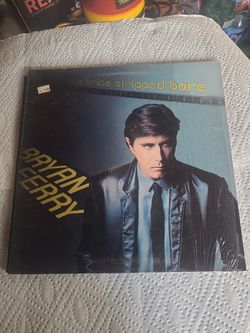 the bride stripped bare
BRYAN
FERRY